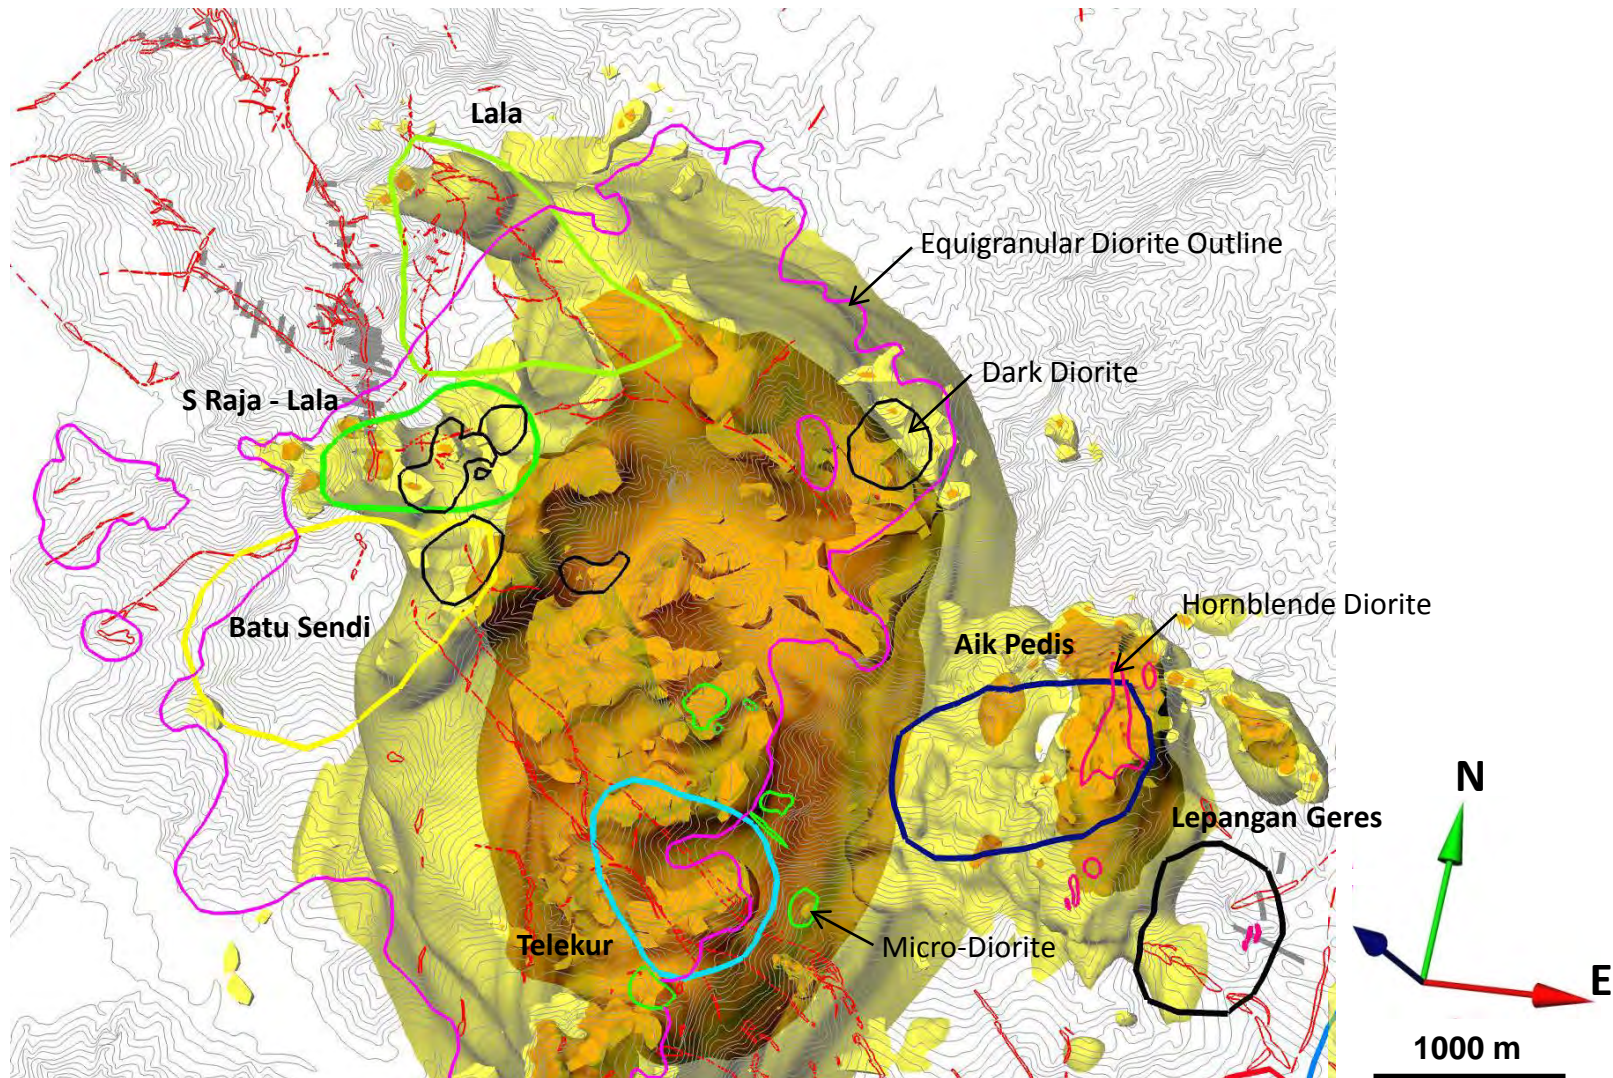 Lala
Equigranular Diorite Outline
Dark Diorite
S Raja - Lala
Hornblende Diorite
Batu Sendi
Aik Pedis
N
Lepangan Geres
Telekur
Micro-Diorite
E
1000 m